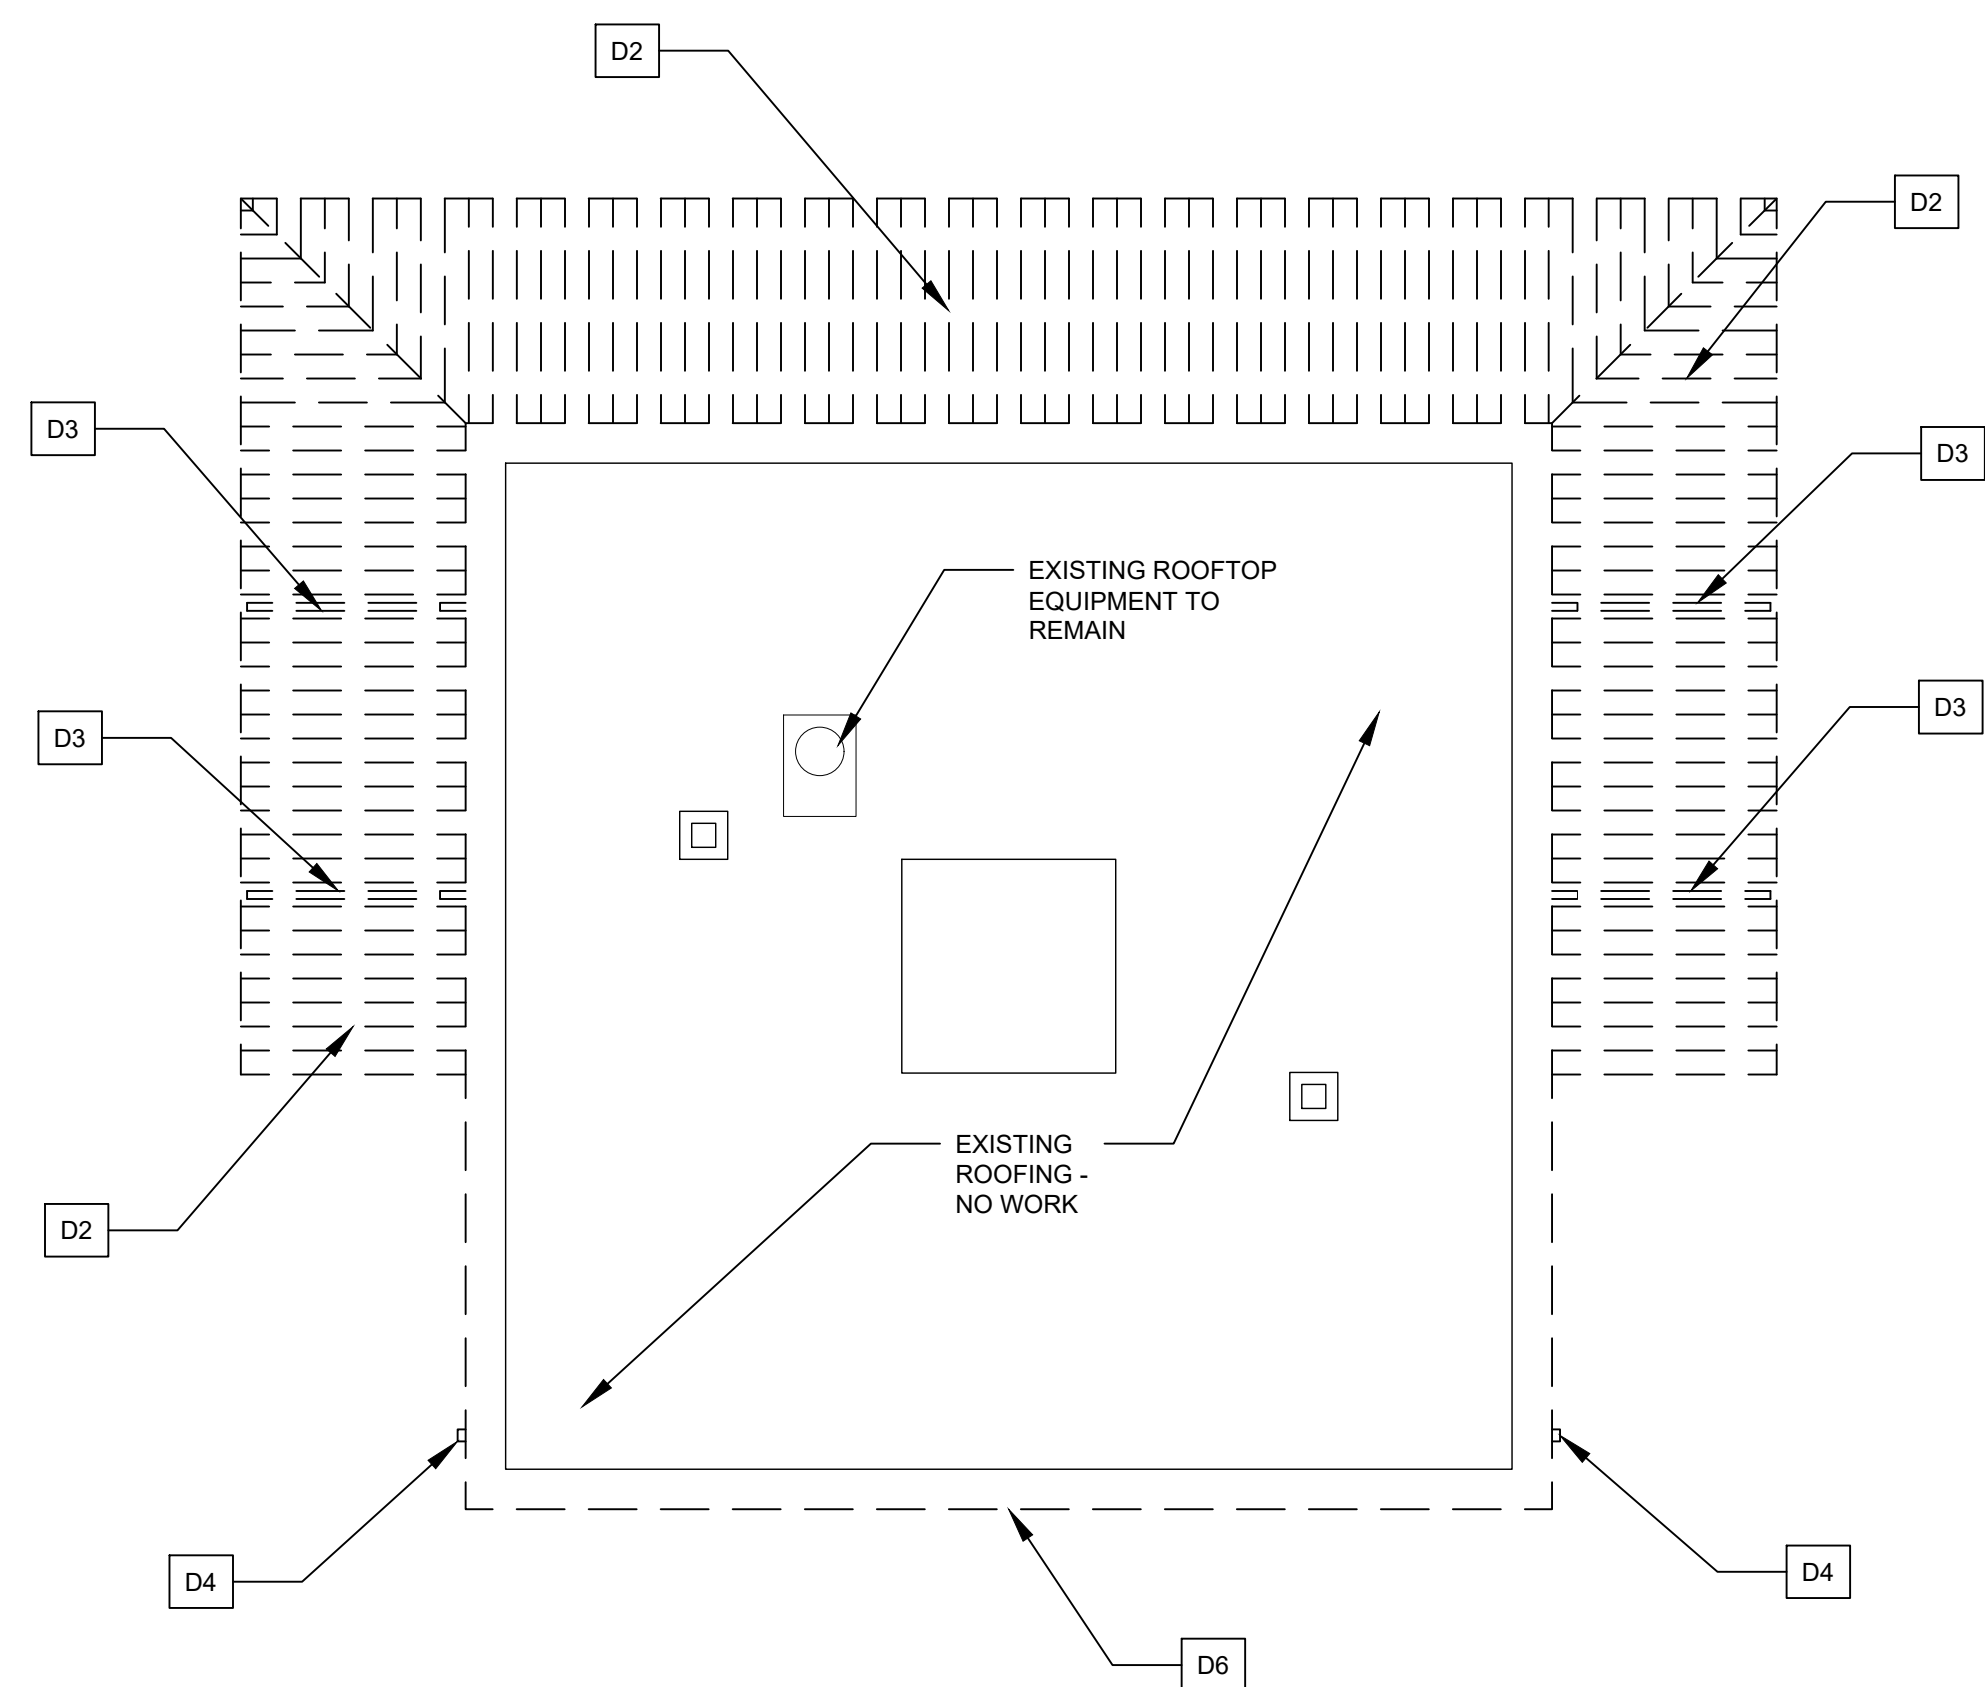 D2
D2
D3
D3
EXISTING ROOFTOP
EQUIPMENT TO
REMAIN
D3
D3
EXISTING
ROOFING -
NO WORK
D2
D4
D4
D6